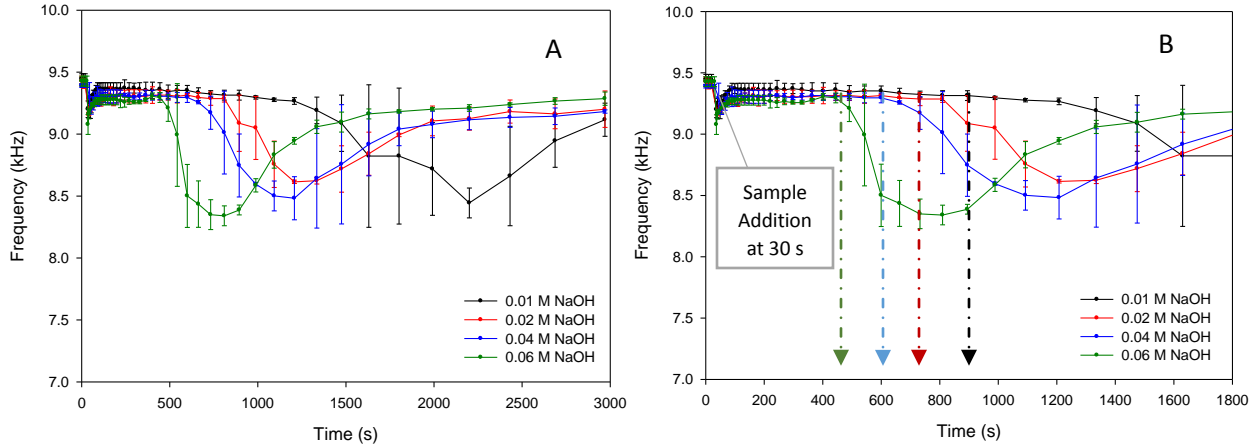 A
10.0
9.5
9.0
8.5
8.0
7.5
7.0
Frequency (kHz)
0 500 1000 1500 2000 2500 3000
Time (s)
0.01 M NaOH
0.02 M NaOH
0.04 M NaOH
0.06 M NaOH
B
10.0
9.5
9.0
8.5
8.0
7.5
7.0
Frequency (kHz)
0 200 400 600 800 1000 1200 1400 1600 1800
Time (s)
Sample
Addition
at 30 s
0.01 M NaOH
0.02 M NaOH
0.04 M NaOH
0.06 M NaOH